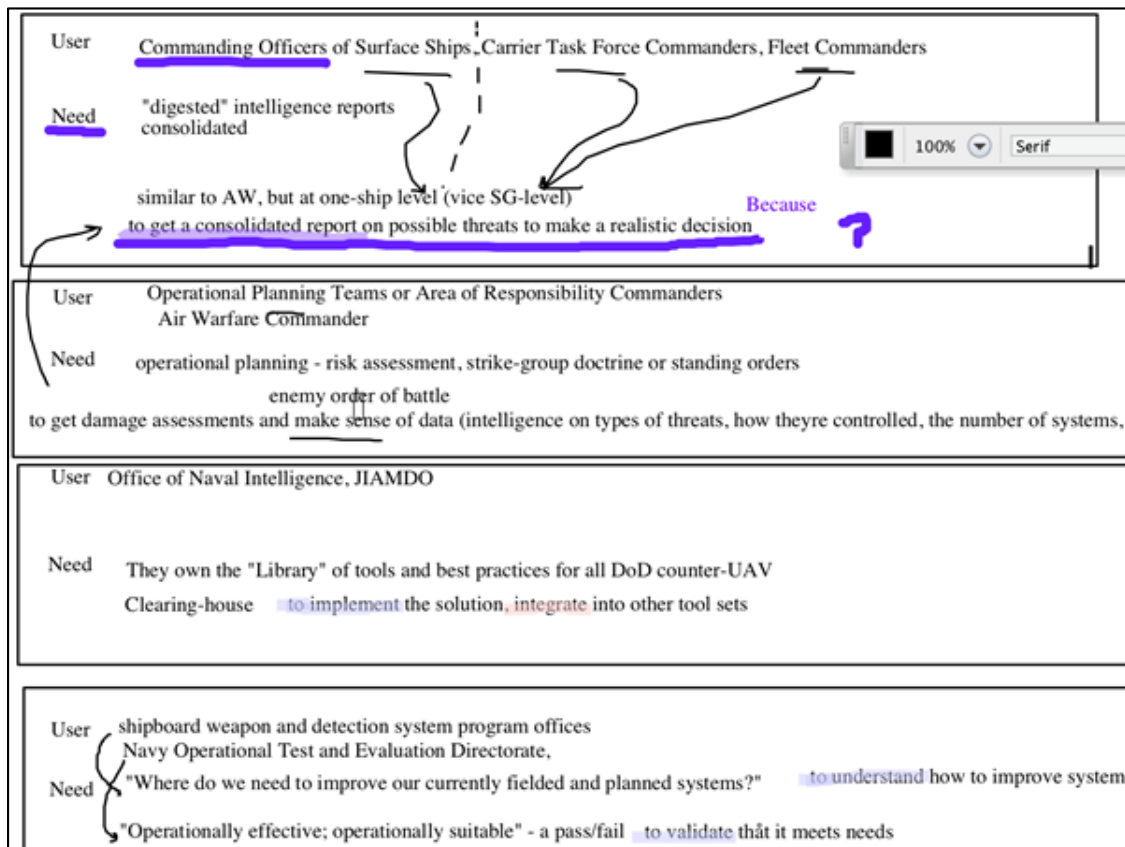 User Commanding Officers of Surface Ships, Carrier Task Force Commanders, Fleet Commanders
Need "digested" intelligence reports
consolidated
100% Serif
similar to AW, but at one-ship level (vice SG-level)
Because
to get a consolidated report on possible threats to make a realistic decision ?
User Operational Planning Teams or Area of Responsibility Commanders
Air Warfare Commander
Need operational planning - risk assessment, strike-group doctrine or standing orders
enemy order of battle
to get damage assessments and make sense of data (intelligence on types of threats, how theyre controlled, the number of systems,
User Office of Naval Intelligence, JIAMDO
Need They own the "Library" of tools and best practices for all DoD counter-UAV
Clearing-house to implement the solution, integrate into other tool sets
User shipboard weapon and detection system program offices
Navy Operational Test and Evaluation Directorate,
Need "Where do we need to improve our currently fielded and planned systems?" to understand how to improve system
"Operationally effective; operationally suitable" - a pass/fail to validate thåt it meets needs